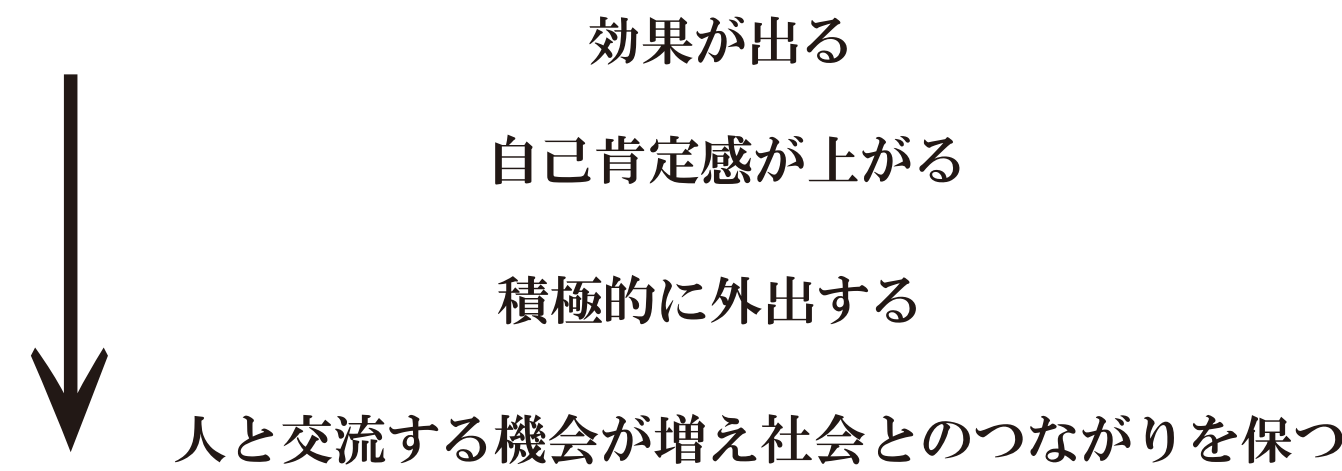 効果が出る
自己肯定感が上がる
積極的に外出する
人と交流する機会が増え社会とのつながりを保つ